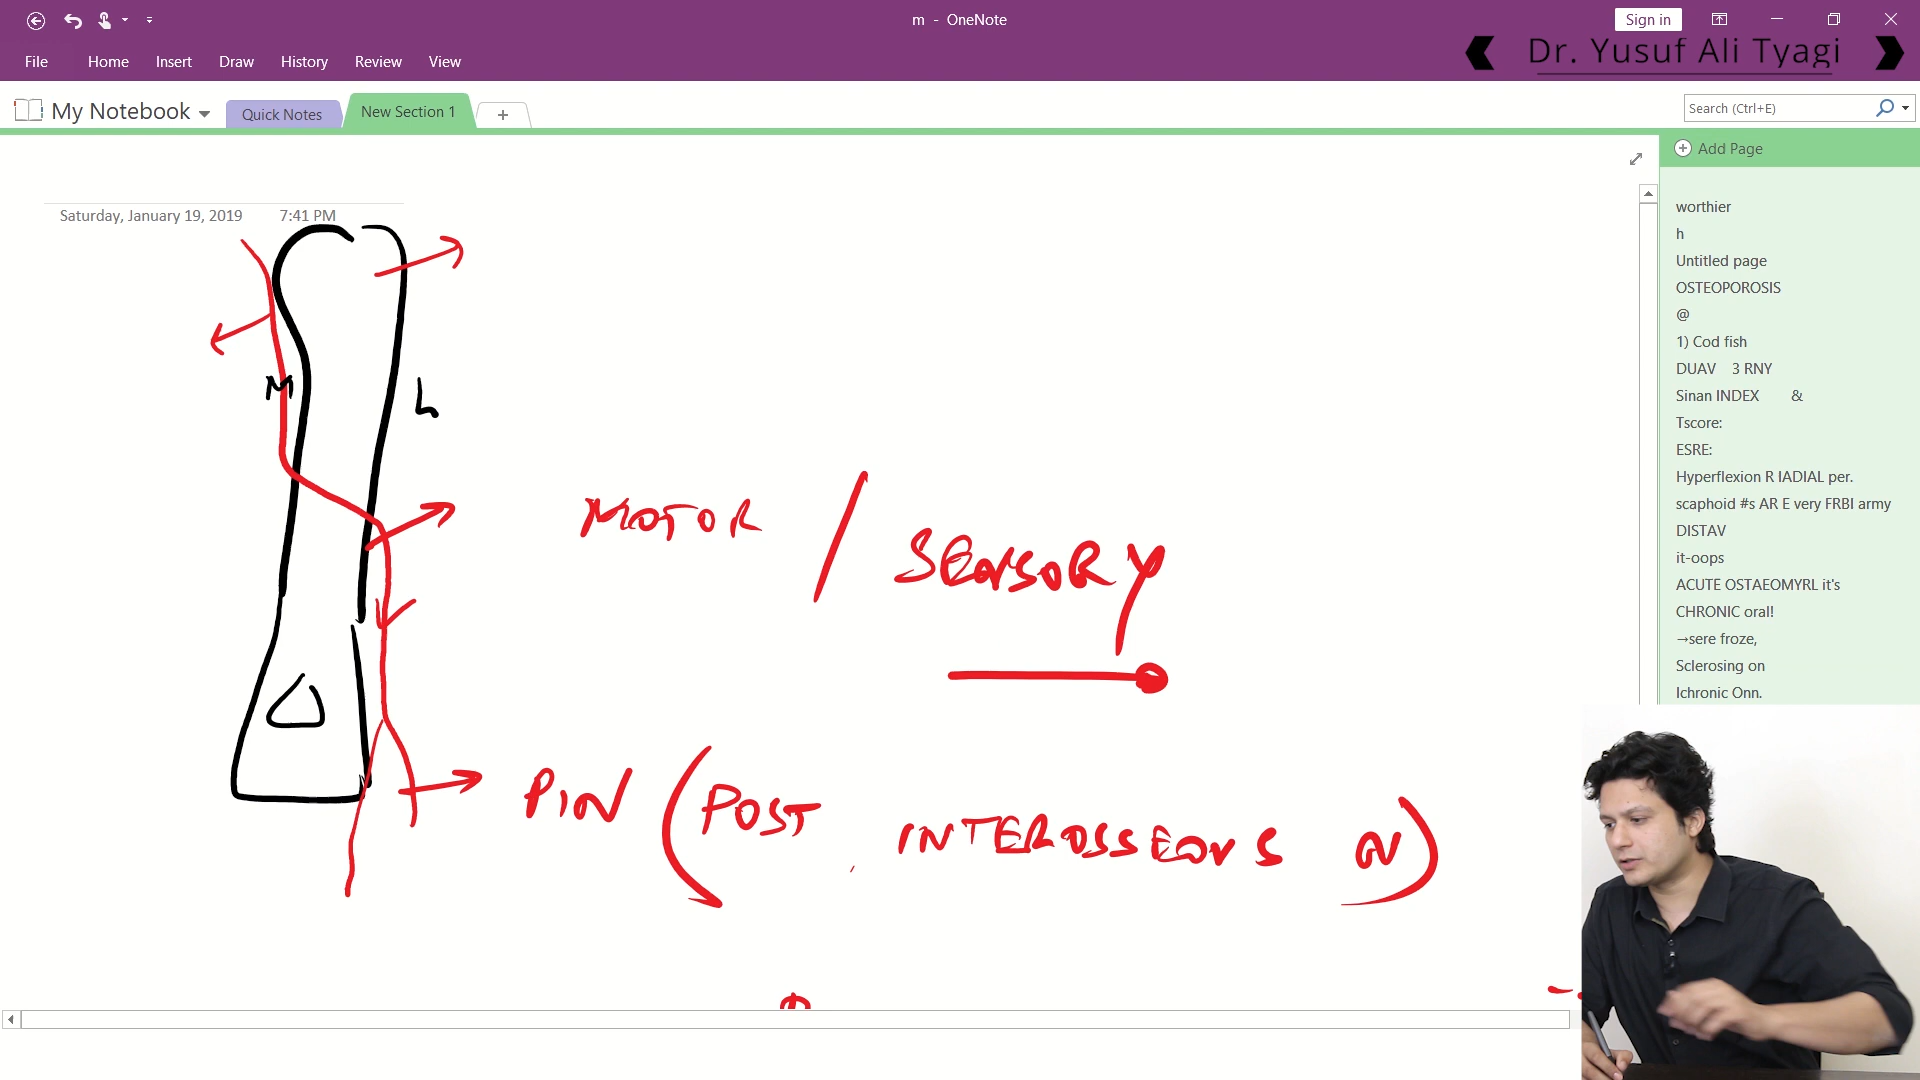 m - OneNote
Sign in
File Home Insert Draw History Review View
Dr. Yusuf Ali Tyagi
My Notebook
Quick Notes
New Section 1
+
Search (Ctrl+E)
Add Page
Saturday, January 19, 2019 7:41 PM
M
L
MOTOR / SENSORY
PIN (POST INTEROSSEOUS N)
worthier
h
Untitled page
OSTEOPOROSIS
@
1) Cod fish
DUAV 3 RNY
Sinan INDEX &
Tscore:
ESRE:
Hyperflexion R IADIAL per.
scaphoid #s AR E very FRBI army
DISTAV
it-oops
ACUTE OSTAEOMYRL it's
CHRONIC oral!
→sere froze,
Sclerosing on
Ichronic Onn.